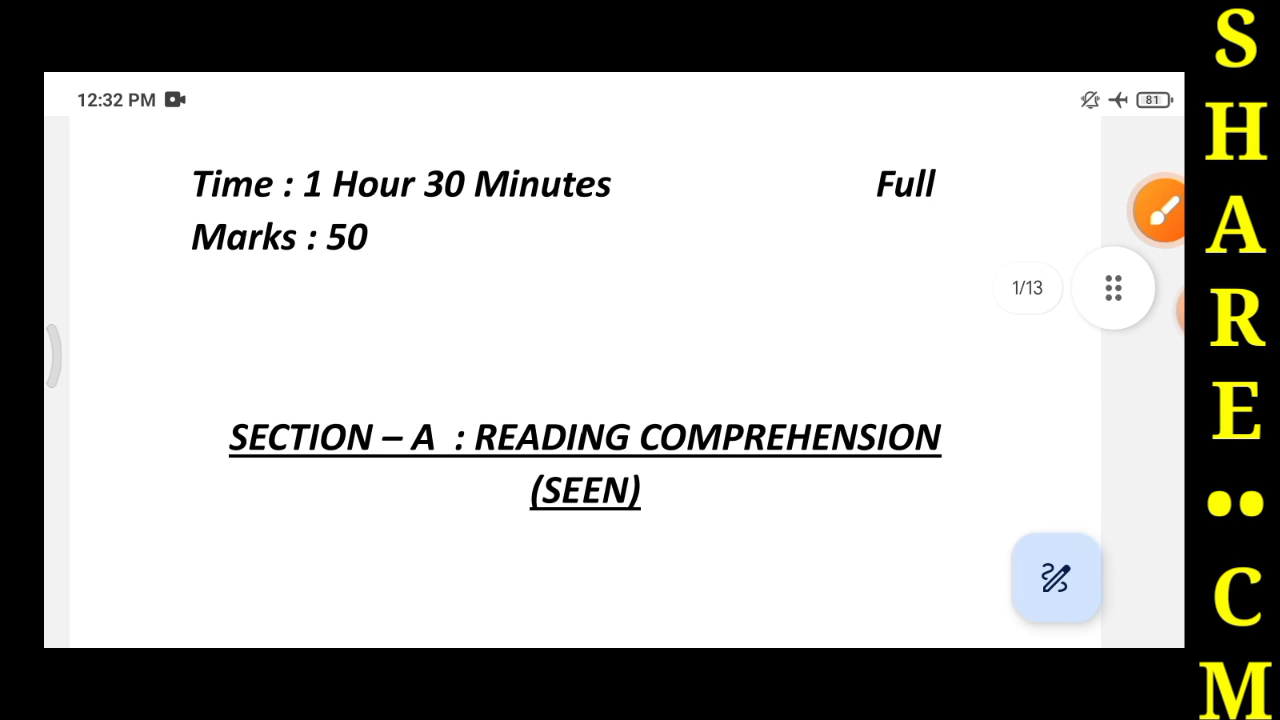 12:32 PM
81
Time : 1 Hour 30 Minutes Full
Marks : 50
1/13
SECTION – A : READING COMPREHENSION
(SEEN)
S
H
A
R
E
••
C
M